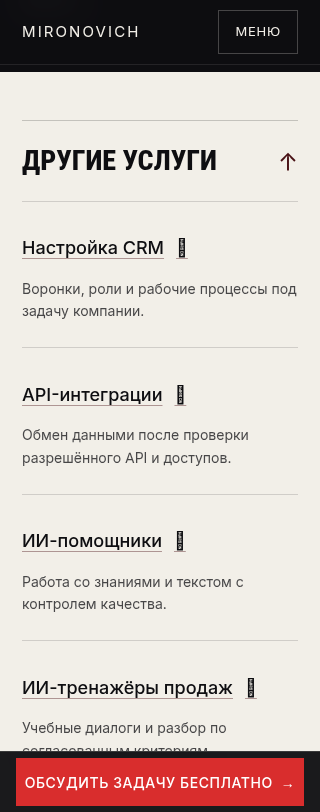 MIRONOVICH
МЕНЮ
ДРУГИЕ УСЛУГИ ↑
Настройка CRM
Воронки, роли и рабочие процессы под
задачу компании.
API-интеграции
Обмен данными после проверки
разрешённого API и доступов.
ИИ-помощники
Работа со знаниями и текстом с
контролем качества.
ИИ-тренажёры продаж
Учебные диалоги и разбор по
согласованным критериям.
ОБСУДИТЬ ЗАДАЧУ БЕСПЛАТНО →